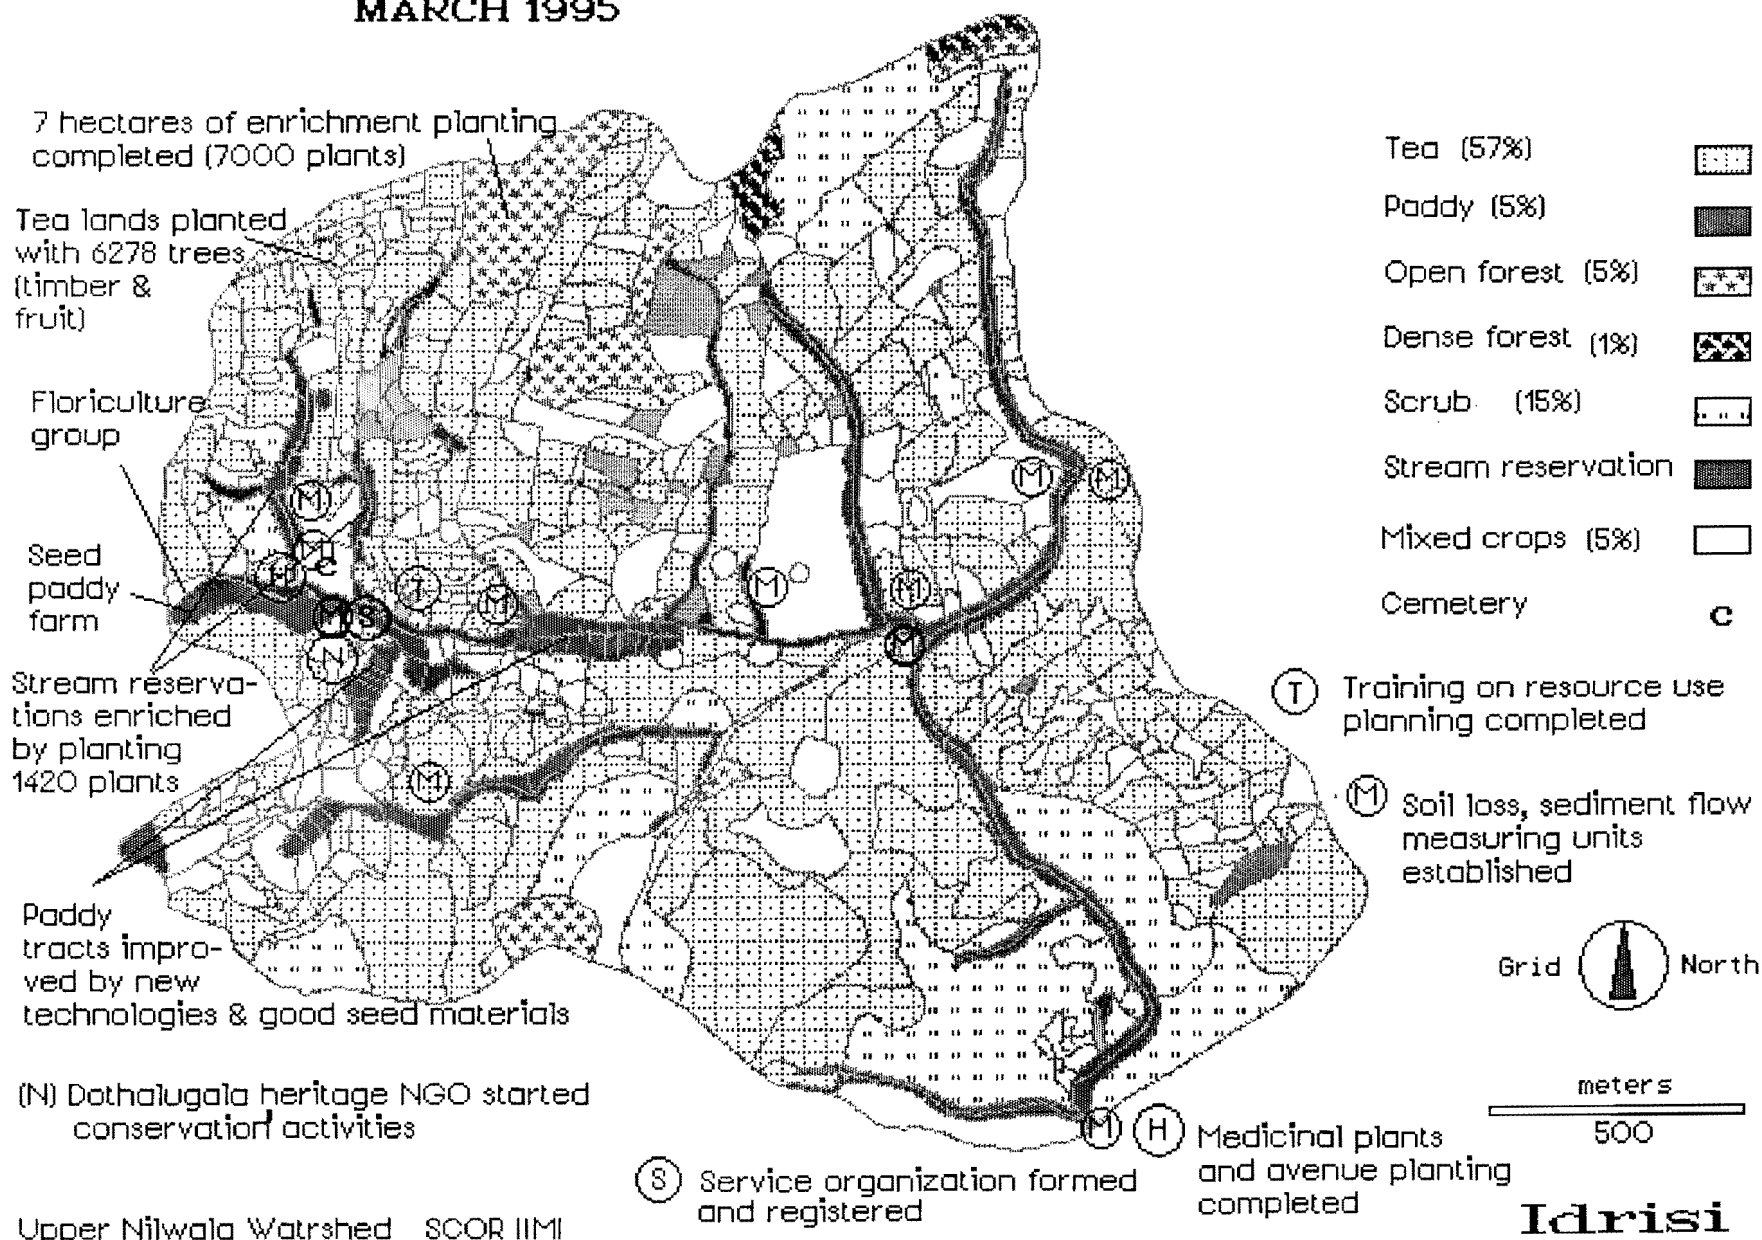 MARCH 1995
7 hectares of enrichment planting
completed (7000 plants)
Tea lands planted
with 6278 trees
(timber &
fruit)
Floriculture
group
Seed
paddy
farm
Stream reserva-
tions enriched
by planting
1420 plants
Paddy
tracts impro-
ved by new
technologies & good seed materials
(N) Dothalugala heritage NGO started
conservation activities
Upper Nilwala Watrshed SCOR IIMI
M
M
C
H
M
S
N
T
M
M
M
M
M
M
M
M
M
Tea (57%)
Paddy (5%)
Open forest (5%)
Dense forest (1%)
Scrub (15%)
Stream reservation
Mixed crops (5%)
Cemetery C
T Training on resource use
planning completed
M Soil loss, sediment flow
measuring units
established
Grid North
meters
500
H Medicinal plants
and avenue planting
completed
S Service organization formed
and registered
Idrisi